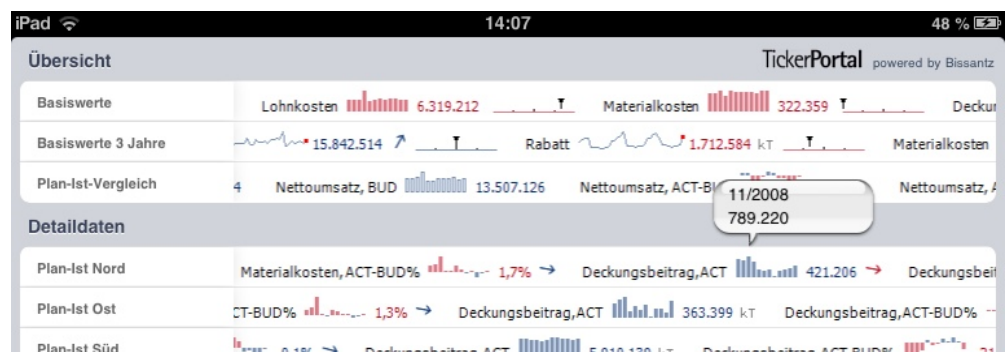 iPad 14:07 48 %
Übersicht TickerPortal powered by Bissantz
Basiswerte Lohnkosten 6.319.212 Materialkosten 322.359
Basiswerte 3 Jahre 15.842.514 Rabatt 1.712.584 kT Materialkosten
Plan-Ist-Vergleich 4 Nettoumsatz, BUD 13.507.126 Nettoumsatz, Nettoumsatz,
11/2008
789.220
Detaildaten
Plan-Ist Nord Materialkosten, ACT-BUD% 1,7% Deckungsbeitrag,ACT 421.206
Plan-Ist Ost CT-BUD% 1,3% Deckungsbeitrag,ACT 363.399 kT Deckungsbeitrag,ACT-BUD%
Plan-Ist Süd